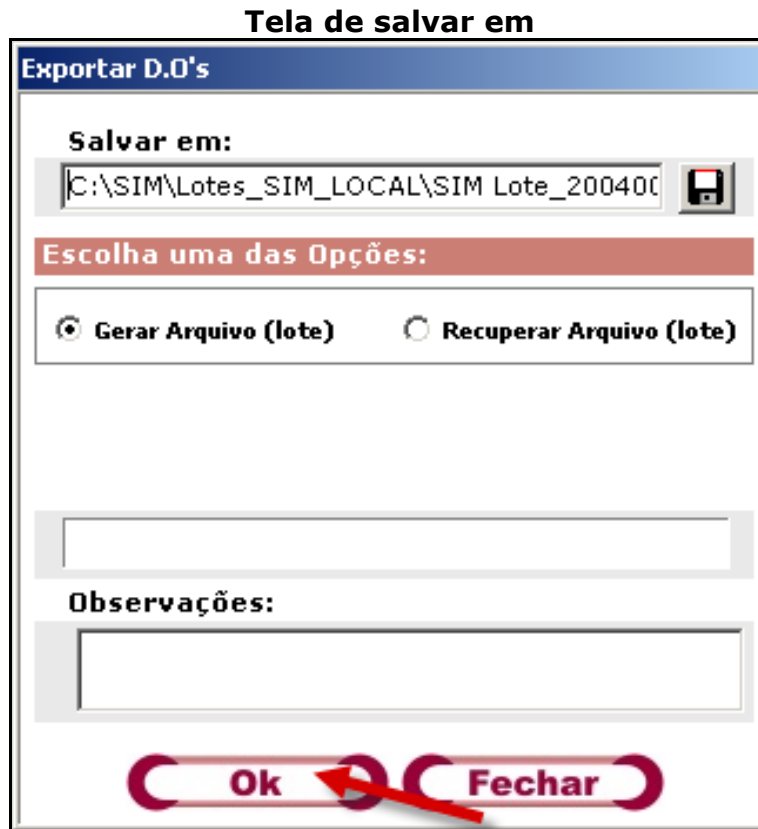 Tela de salvar em
Exportar D.O's
Salvar em:
C:\SIM\Lotes_SIM_LOCAL\SIM Lote_200400
Escolha uma das Opções:
Gerar Arquivo (lote) Recuperar Arquivo (lote)
Observações:
Ok Fechar